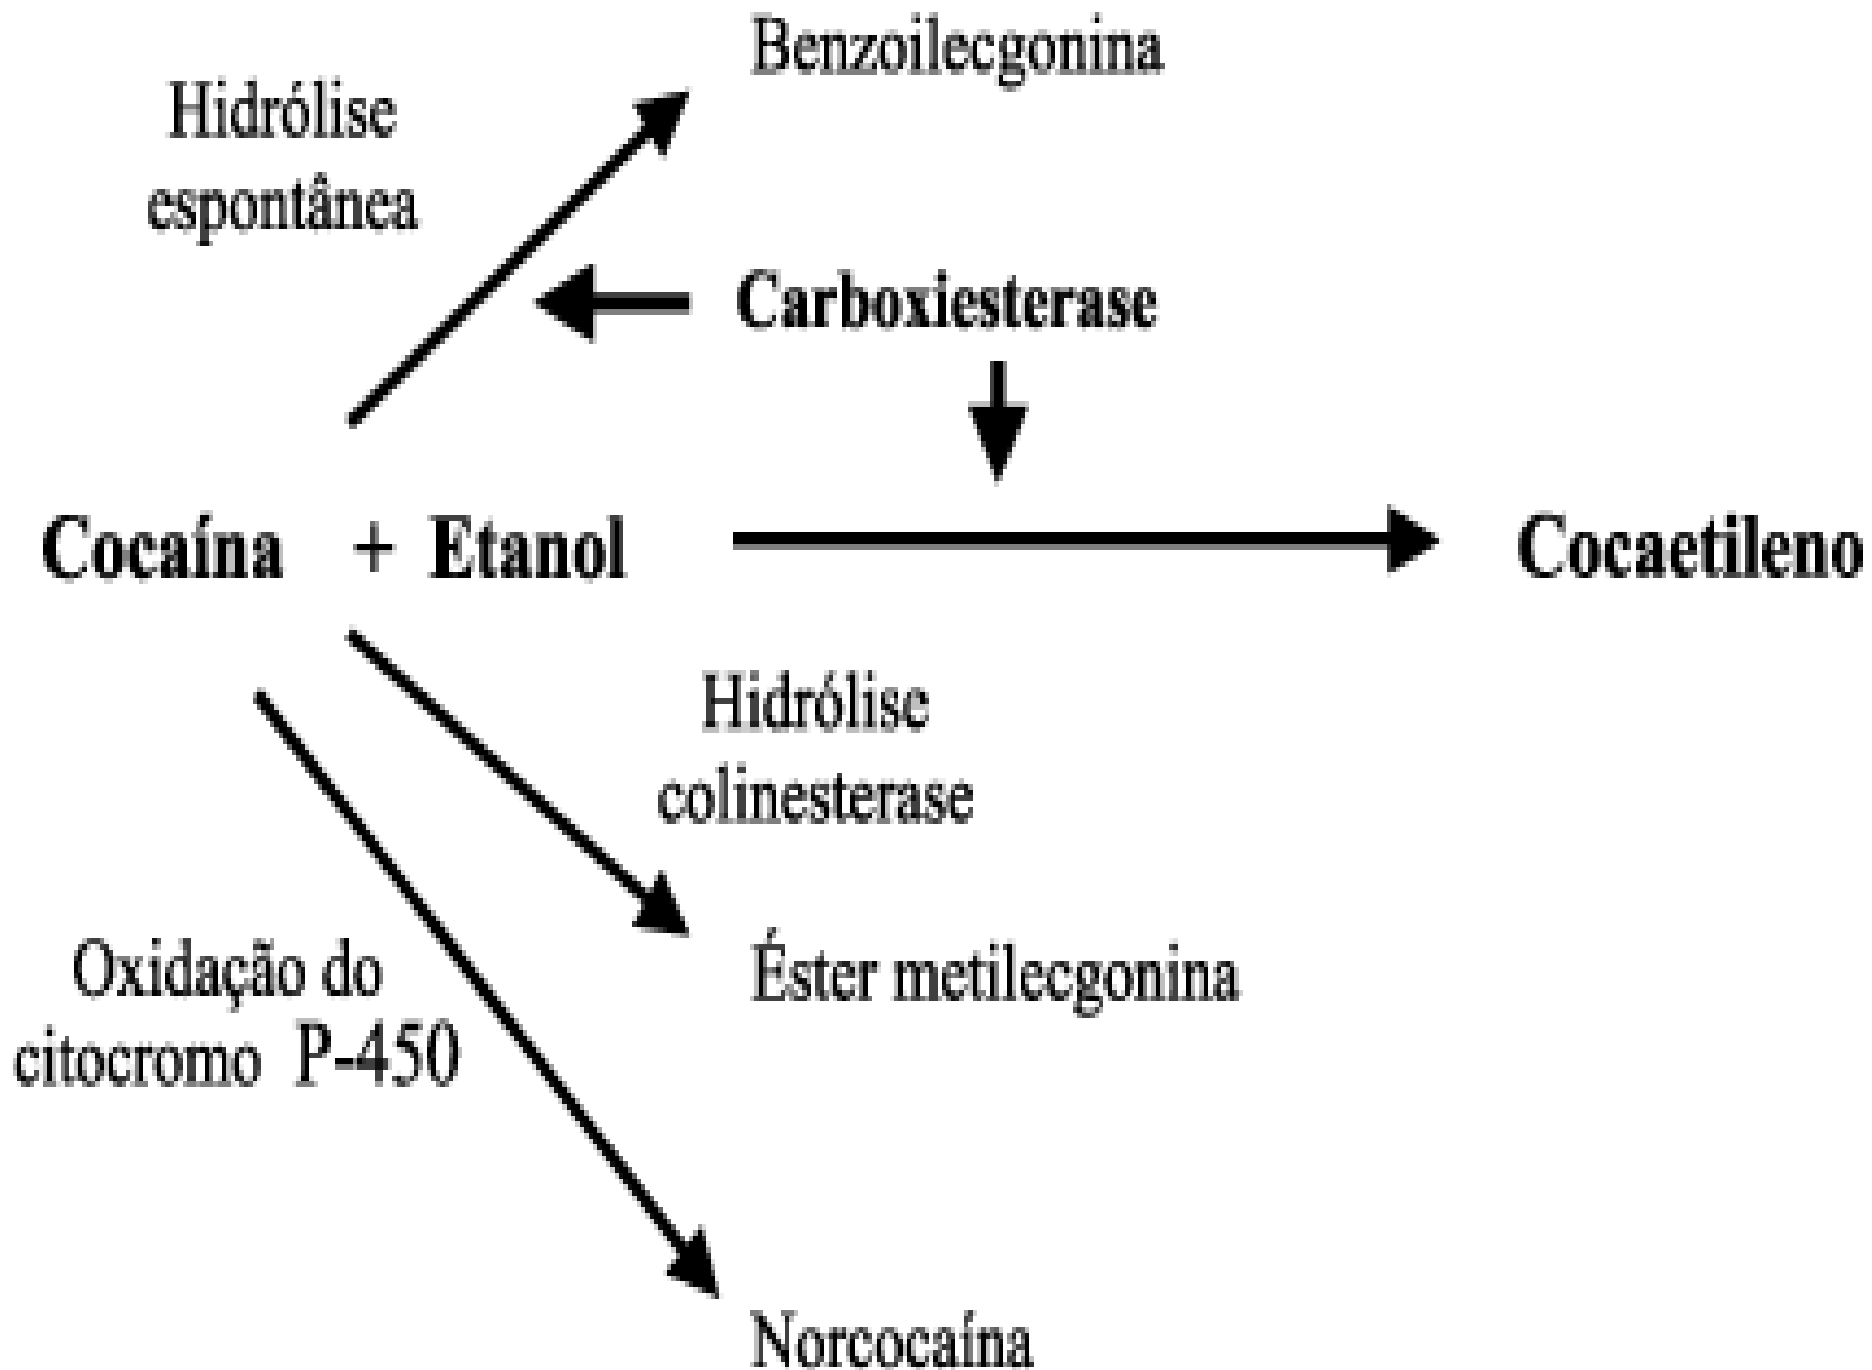 Benzoilecgonina
Hidrólise
espontânea
Carboxiesterase
Cocaína + Etanol
Cocaetileno
Hidrólise
colinesterase
Éster metilecgonina
Oxidação do
citocromo P-450
Norcocaína